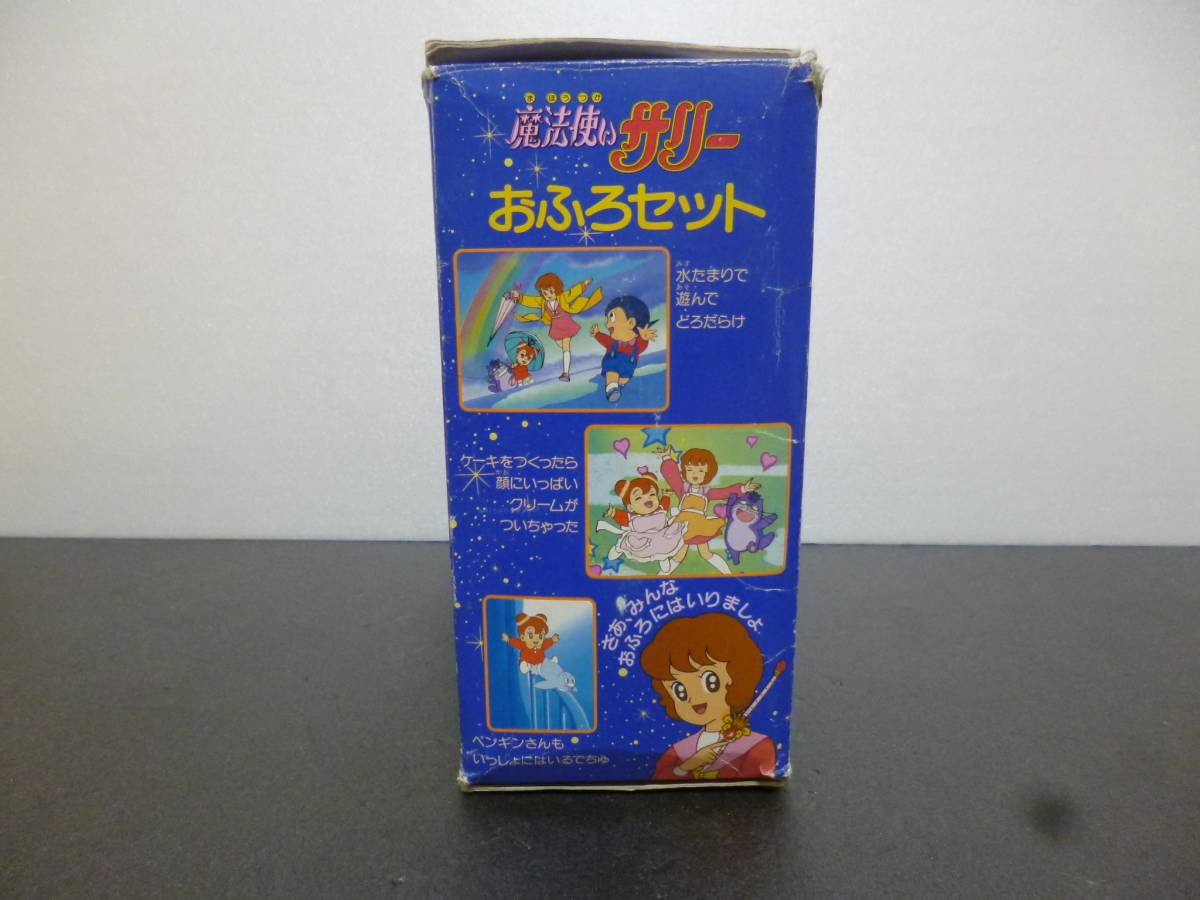 まほうつか
魔法使いサリー
おふろセット
みず
水たまりで
あそ
遊んで
どろだらけ
ケーキをつくったら
かお
顔にいっぱい
クリームが
ついちゃった
さあ、みんな
おふろにはいりましょ
ペンギンさんも
いっしょにはいるでちゅ